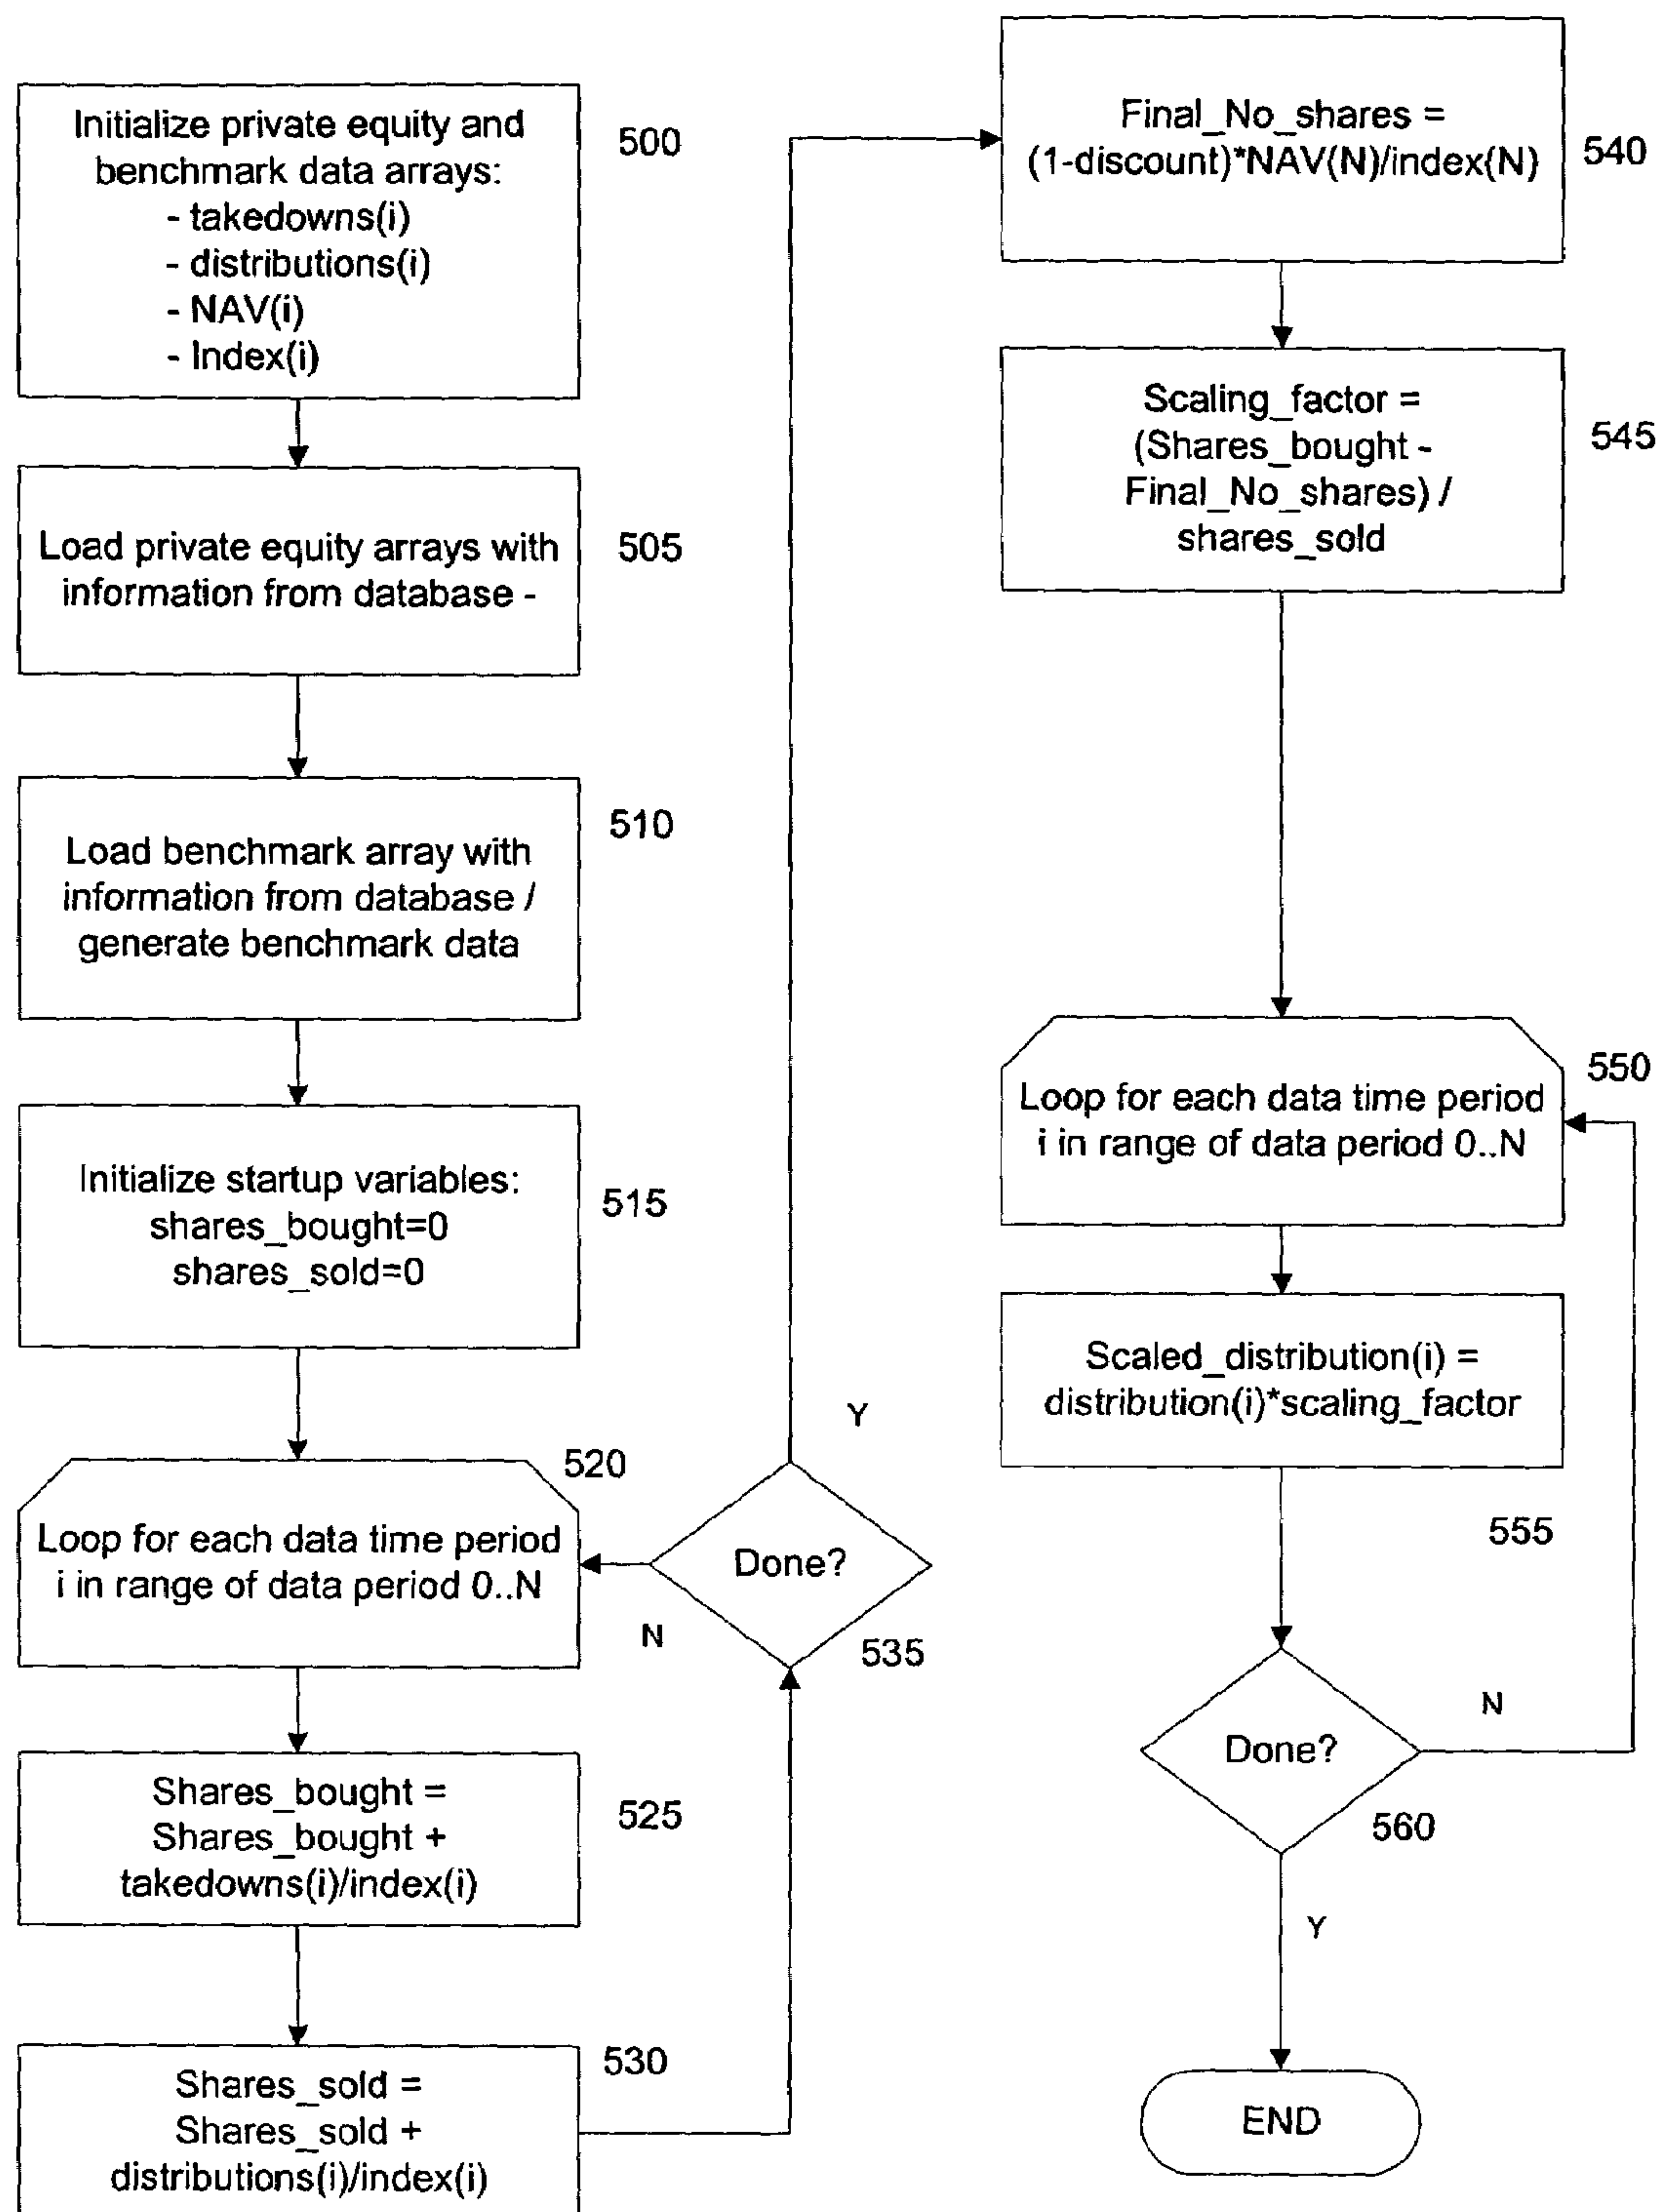 Initialize private equity and
benchmark data arrays:
- takedowns(i)
- distributions(i)
- NAV(i)
- Index(i)
500
Load private equity arrays with
information from database -
505
Load benchmark array with
information from database /
generate benchmark data
510
Initialize startup variables:
shares_bought=0
shares_sold=0
515
520
Loop for each data time period
i in range of data period 0..N
Shares_bought =
Shares_bought +
takedowns(i)/index(i)
525
Shares_sold =
Shares_sold +
distributions(i)/index(i)
530
Y
Done?
N
535
Final_No_shares =
(1-discount)*NAV(N)/index(N)
540
Scaling_factor =
(Shares_bought -
Final_No_shares) /
shares_sold
545
Loop for each data time period
i in range of data period 0..N
550
Scaled_distribution(i) =
distribution(i)*scaling_factor
555
Done?
N
560
Y
END